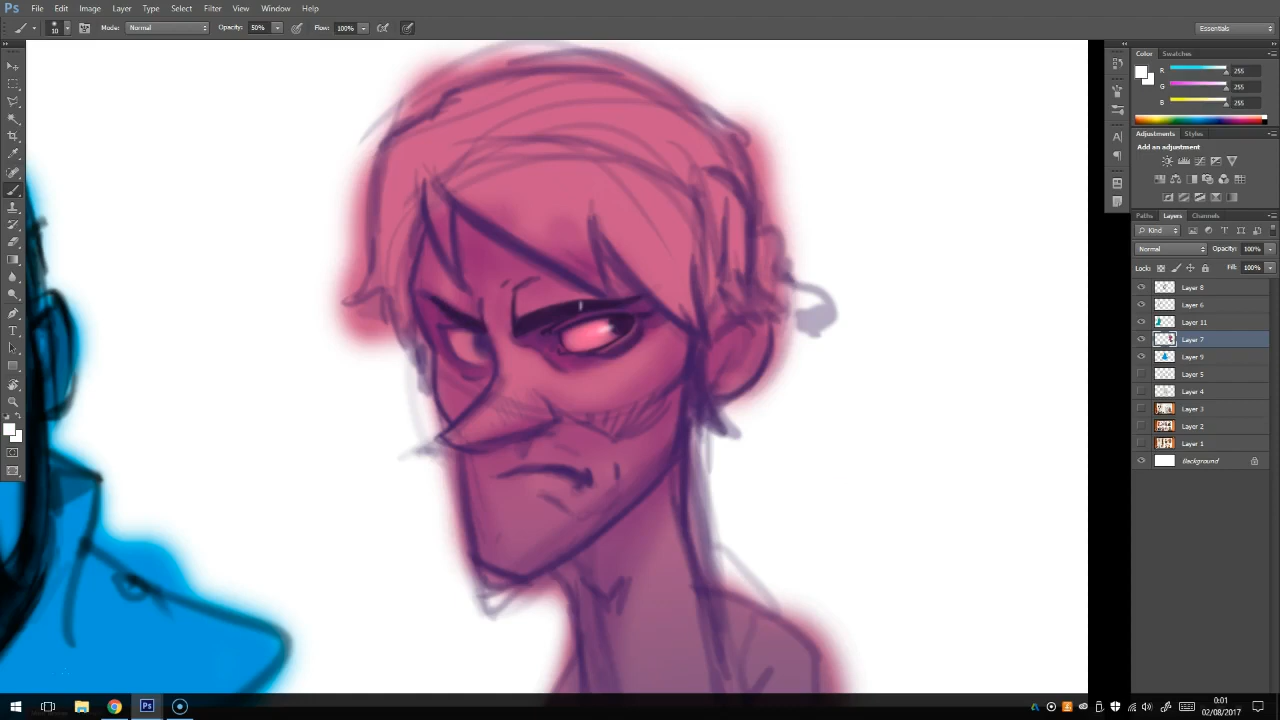 Ps File Edit Image Layer Type Select Filter View Window Help
10 Mode: Normal Opacity: 50% Flow: 100% Essentials
Color Swatches
R 255
G 255
B 255
Adjustments Styles
Add an adjustment
Paths Layers Channels
Kind
Normal Opacity: 100%
Lock: Fill: 100%
Layer 8
Layer 6
Layer 11
Layer 7
Layer 9
Layer 5
Layer 4
Layer 3
Layer 2
Layer 1
Background
Ps 0:01
02/08/2017